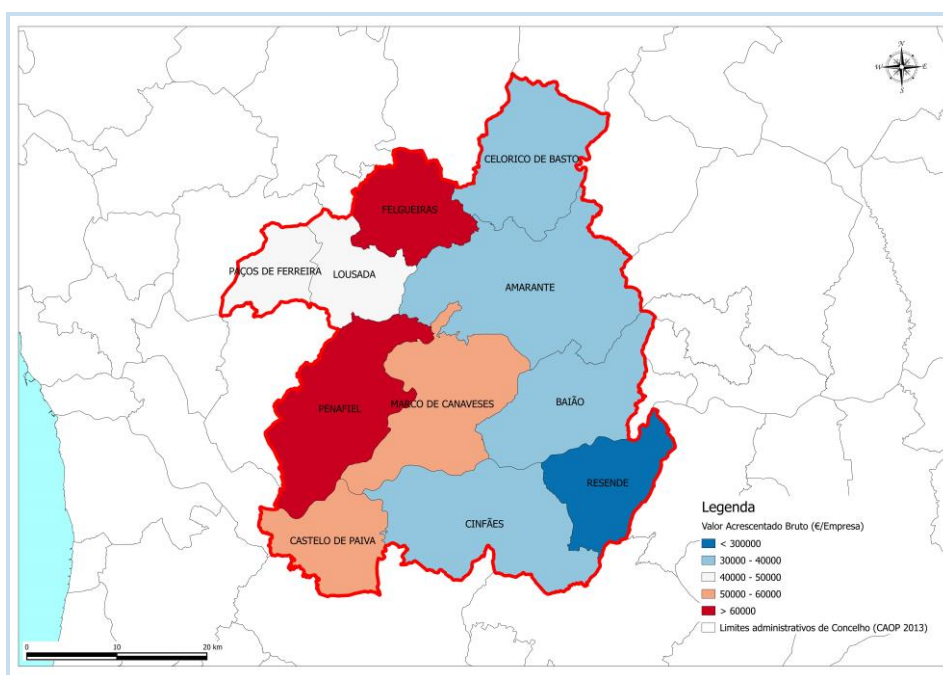 N
W
E
S
CELORICO DE BASTO
FELGUEIRAS
PAÇOS DE FERREIRA
LOUSADA
AMARANTE
PENAFIEL
MARCO DE CANAVESES
BAIÃO
RESENDE
CINFÃES
CASTELO DE PAIVA
Legenda
Valor Acrescentado Bruto (€/Empresa)
< 300000
30000 - 40000
40000 - 50000
50000 - 60000
> 60000
Limites administrativos de Concelho (CAOP 2013)
0 10 20 km